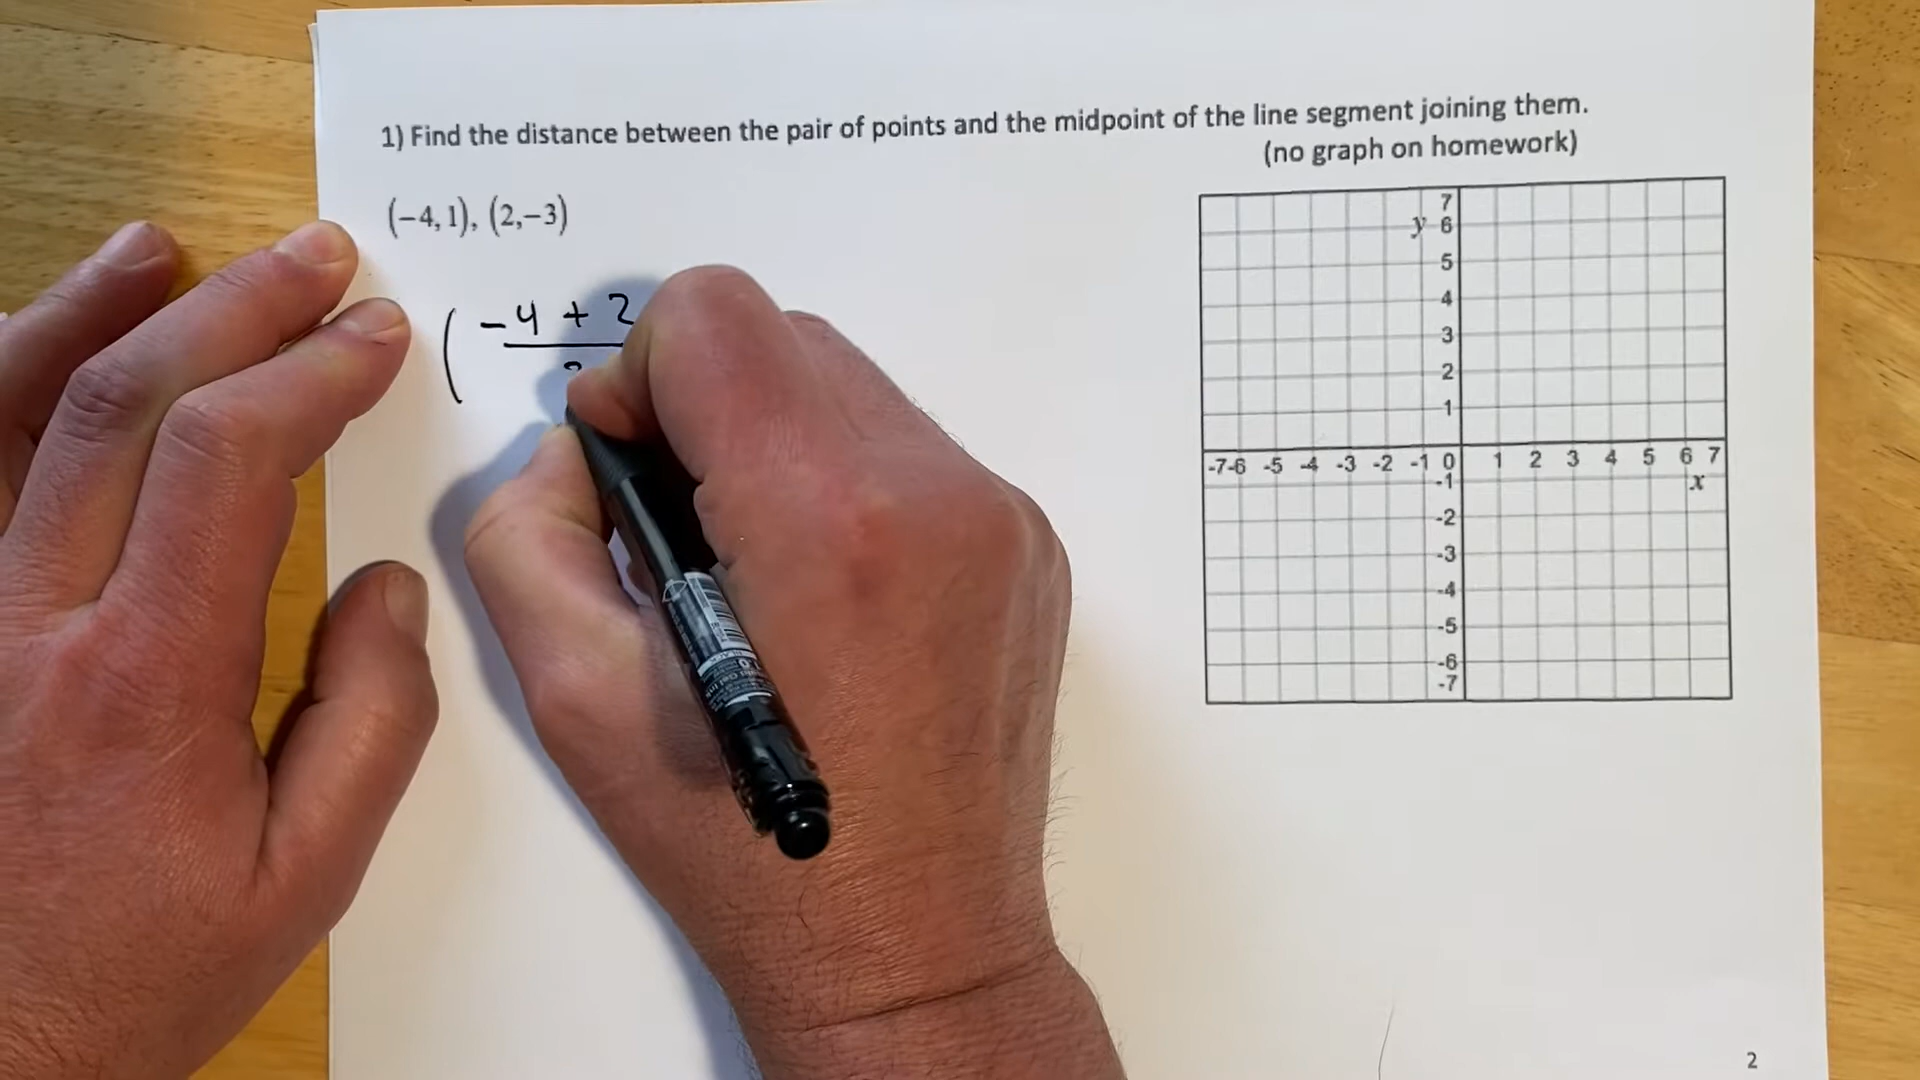 1) Find the distance between the pair of points and the midpoint of the line segment joining them.
(no graph on homework)
(−4, 1), (2,−3)
( -4 + 2
7
y 6
5
4
3
2
1
-7 -6 -5 -4 -3 -2 -1 0 1 2 3 4 5 6 7
-1 x
-2
-3
-4
-5
-6
-7
2